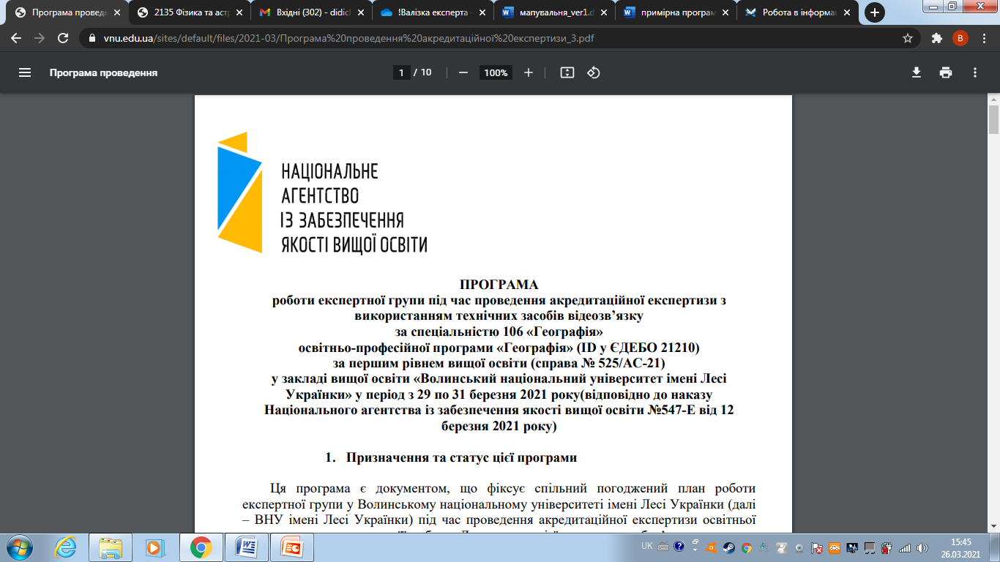 Програма провед
2135 Фізика та аст
Вхідні (302) - didicl
!Валізка експерта -
мапувальня_ver1.d
примірна програм
Робота в інформа
vnu.edu.ua/sites/default/files/2021-03/Програма%20проведення%20акредитаційної%20експертизи_3.pdf
B
Програма проведення
1 / 10
100%
НАЦІОНАЛЬНЕ
АГЕНТСТВО
ІЗ ЗАБЕЗПЕЧЕННЯ
ЯКОСТІ ВИЩОЇ ОСВІТИ
ПРОГРАМА
роботи експертної групи під час проведення акредитаційної експертизи з
використанням технічних засобів відеозв’язку
за спеціальністю 106 «Географія»
освітньо-професійної програми «Географія» (ID у ЄДЕБО 21210)
за першим рівнем вищої освіти (справа № 525/АС-21)
у закладі вищої освіти «Волинський національний університет імені Лесі
Українки» у період з 29 по 31 березня 2021 року(відповідно до наказу
Національного агентства із забезпечення якості вищої освіти №547-Е від 12
березня 2021 року)
1. Призначення та статус цієї програми
Ця програма є документом, що фіксує спільний погоджений план роботи
експертної групи у Волинському національному університеті імені Лесі Українки (далі
– ВНУ імені Лесі Українки) під час проведення акредитаційної експертизи освітньої
UK
15:45
26.03.2021